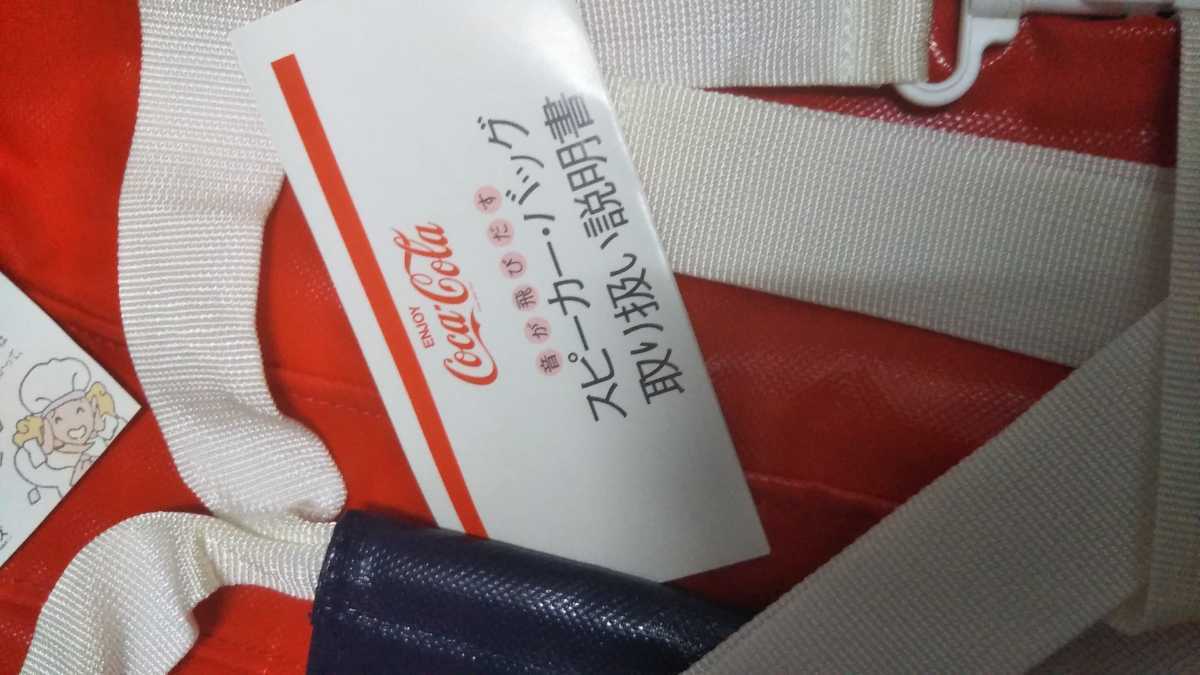 ENJOY
Coca-Cola
音が飛びだす
スピーカー・バッグ
取り扱い説明書